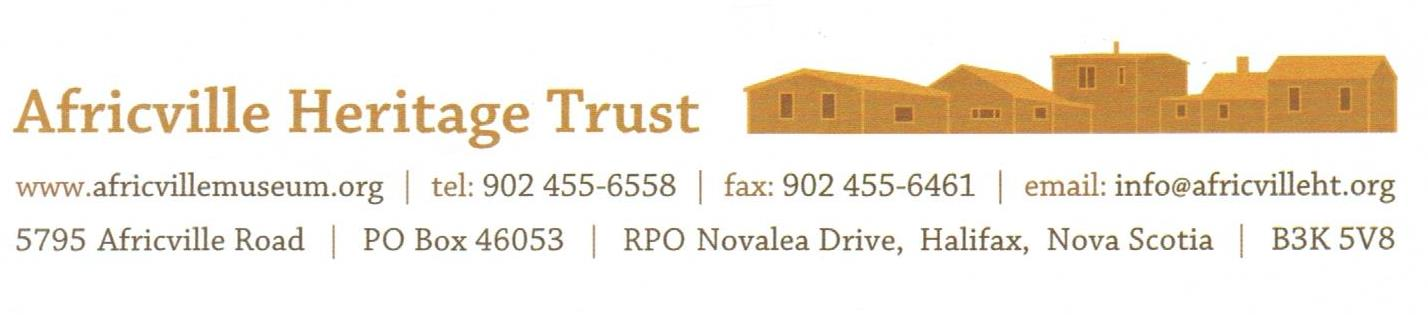 Africville Heritage Trust
www.africvillemuseum.org | tel: 902 455-6558 | fax: 902 455-6461 | email: info@africvilleht.org
5795 Africville Road | PO Box 46053 | RPO Novalea Drive, Halifax, Nova Scotia | B3K 5V8